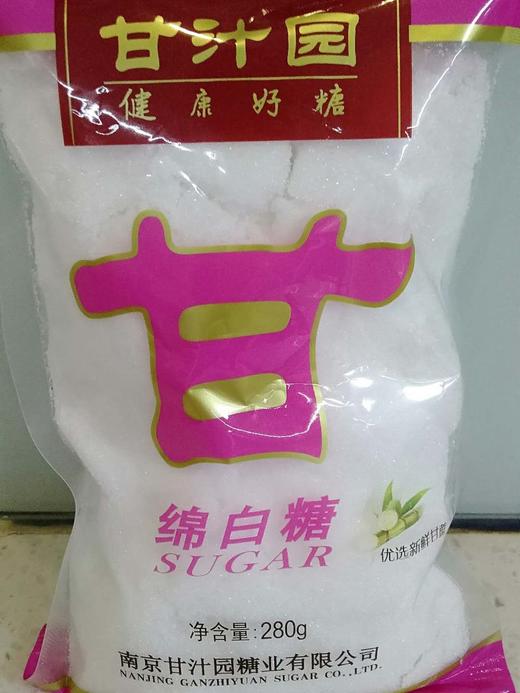 甘汁园
健康好糖
甘
绵白糖
SUGAR
优选新鲜甘蔗
净含量:280g
南京甘汁园糖业有限公司
NANJING GANZHIYUAN SUGAR CO.,LTD.